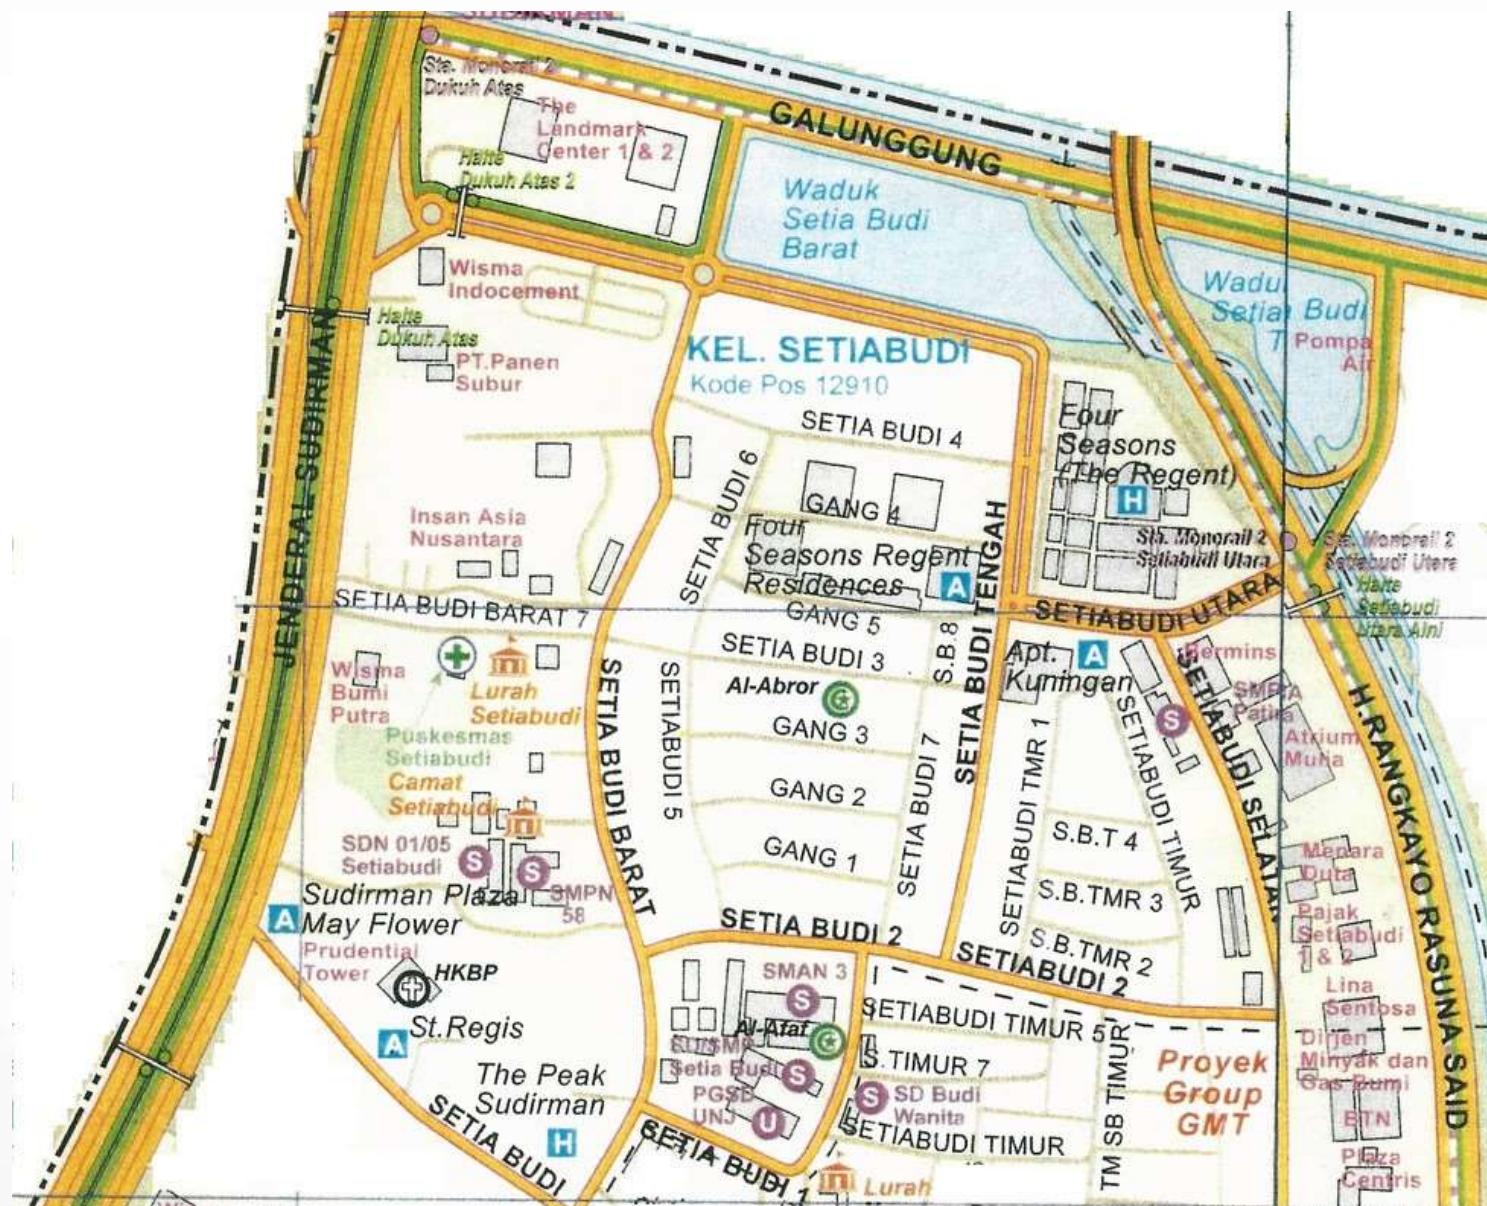 SUDIRMAN
Sta. Monorail 2
Dukuh Atas
The
Landmark
Center 1 & 2
Halte
Dukuh Atas 2
GALUNGGUNG
Waduk
Setia Budi
Barat
Wisma
Indocement
Halte
Dukuh Atas
PT.Panen
Subur
JENDERAL SUDIRMAN
KEL. SETIABUDI
Kode Pos 12910
Setia Budi
Pompa
Air
SETIA BUDI 4
SETIA BUDI 6
GANG 4
Four
Seasons
(The Regent)
H
Insan Asia
Nusantara
Four
Seasons Regent
Residences
A
SETIA BUDI TENGAH
Sta. Monorail 2
Setiabudi Utara
Sta. Monorail 2
Setiabudi Utara
Halte
Setiabudi
Utara Aini
SETIA BUDI BARAT 7
GANG 5
SETIABUDI UTARA
SETIA BUDI 3
S.B.8
Apt.
Kuningan
A
Bermins
Wisma
Bumi
Putra
Lurah
Setiabudi
Al-Abror
SETIABUDI 5
GANG 3
S
Patira
Atrium
Mulia
Puskesmas
Setiabudi
Camat
Setiabudi
SETIA BUDI BARAT
GANG 2
SETIA BUDI 7
SETIABUDI TMR 1
SETIABUDI TIMUR
SETIABUDI SELATAN
H.RANGKAYO RASUNA SAID
SDN 01/05
Setiabudi
S
S
SMPN
58
GANG 1
S.B.T 4
S.B.TMR 3
S.B.TMR 2
Menara
Duta
Sudirman Plaza
May Flower
A
Prudential
Tower
HKBP
SETIA BUDI 2
SETIABUDI 2
Pajak
Setiabudi
1 & 2
Lina
Sentosa
SMAN 3
S
Al-Ataf
St.Regis
A
SD/SMP
Setia Budi
S
PGSD
UNJ
U
SETIABUDI TIMUR 5
S.TIMUR 7
S
SD Budi
Wanita
SETIABUDI TIMUR
TM SB TIMUR
Proyek
Group
GMT
Dirjen
Minyak dan
Gas Bumi
BTN
Plaza
Centris
The Peak
Sudirman
H
SETIA BUDI
SETIA BUDI 1
Lurah